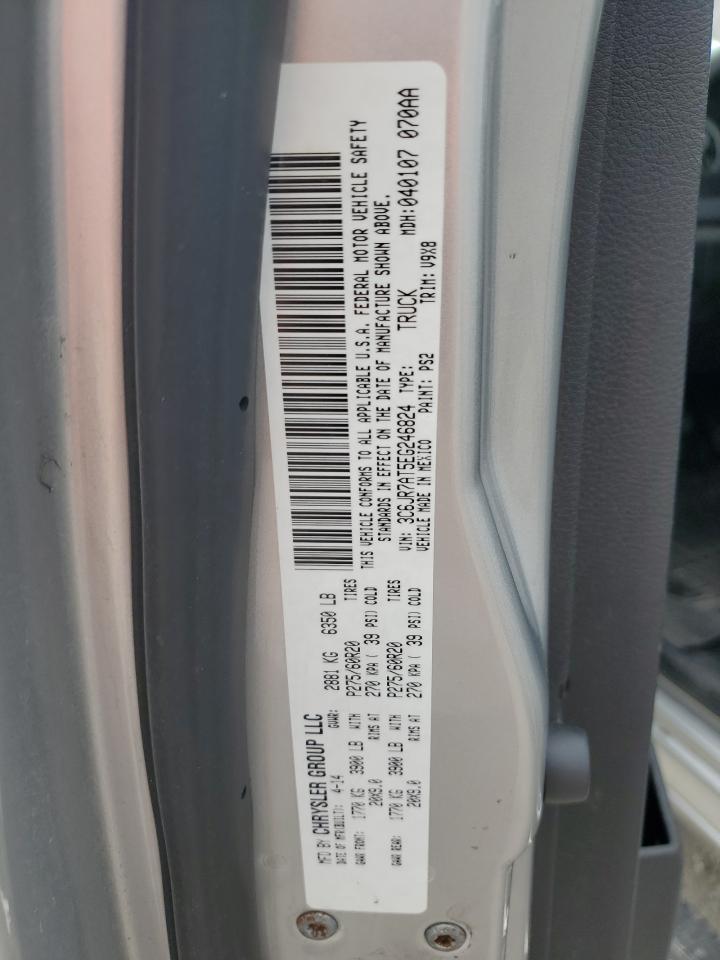 MFD BY CHRYSLER GROUP LLC
DATE OF MFR(BUILT): 4-14 GVWR: 2881 KG 6350 LB
GAWR FRONT: 1770 KG 3900 LB WITH P275/60R20 TIRES
20X9.0 RIMS AT 270 KPA ( 39 PSI) COLD
GAWR REAR: 1770 KG 3900 LB WITH P275/60R20 TIRES
20X9.0 RIMS AT 270 KPA ( 39 PSI) COLD
THIS VEHICLE CONFORMS TO ALL APPLICABLE U.S.A. FEDERAL MOTOR VEHICLE SAFETY
STANDARDS IN EFFECT ON THE DATE OF MANUFACTURE SHOWN ABOVE.
VIN: 3C6JR7AT5EG246824 TYPE: TRUCK MDH:040107 070AA
VEHICLE MADE IN MEXICO PAINT: PS2 TRIM: V9X8